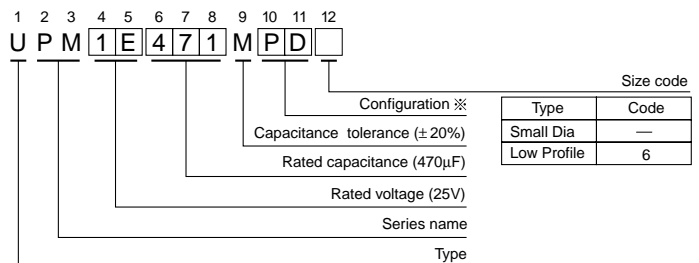 1 2 3 4 5 6 7 8 9 10 11 12
U P M 1 E 4 7 1 M P D
Size code
Configuration ※
Type Code
Capacitance tolerance (±20%)
Small Dia —
Rated capacitance (470μF)
Low Profile 6
Rated voltage (25V)
Series name
Type